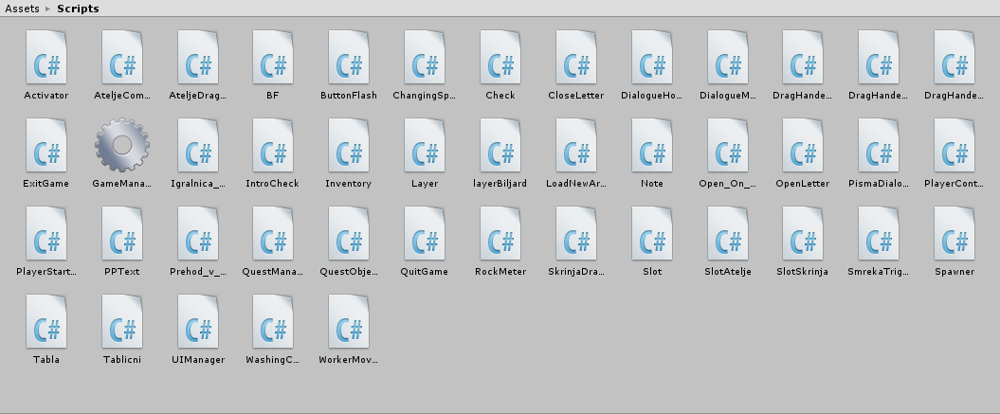 Assets ▸ Scripts
Activator AteljeCom... AteljeDrag... BF ButtonFlash ChangingSp... Check CloseLetter DialogueHo... DialogueM... DragHande... DragHande... DragHande...
ExitGame GameMana... Igralnica_... IntroCheck Inventory Layer layerBiljard LoadNewAr... Note Open_On_... OpenLetter PismaDialo... PlayerCont...
PlayerStart... PPText Prehod_v_... QuestMana... QuestObje... QuitGame RockMeter SkrinjaDra... Slot SlotAtelje SlotSkrinja SmrekaTrig... Spawner
Tabla Tablicni UIManager WashingC... WorkerMov...